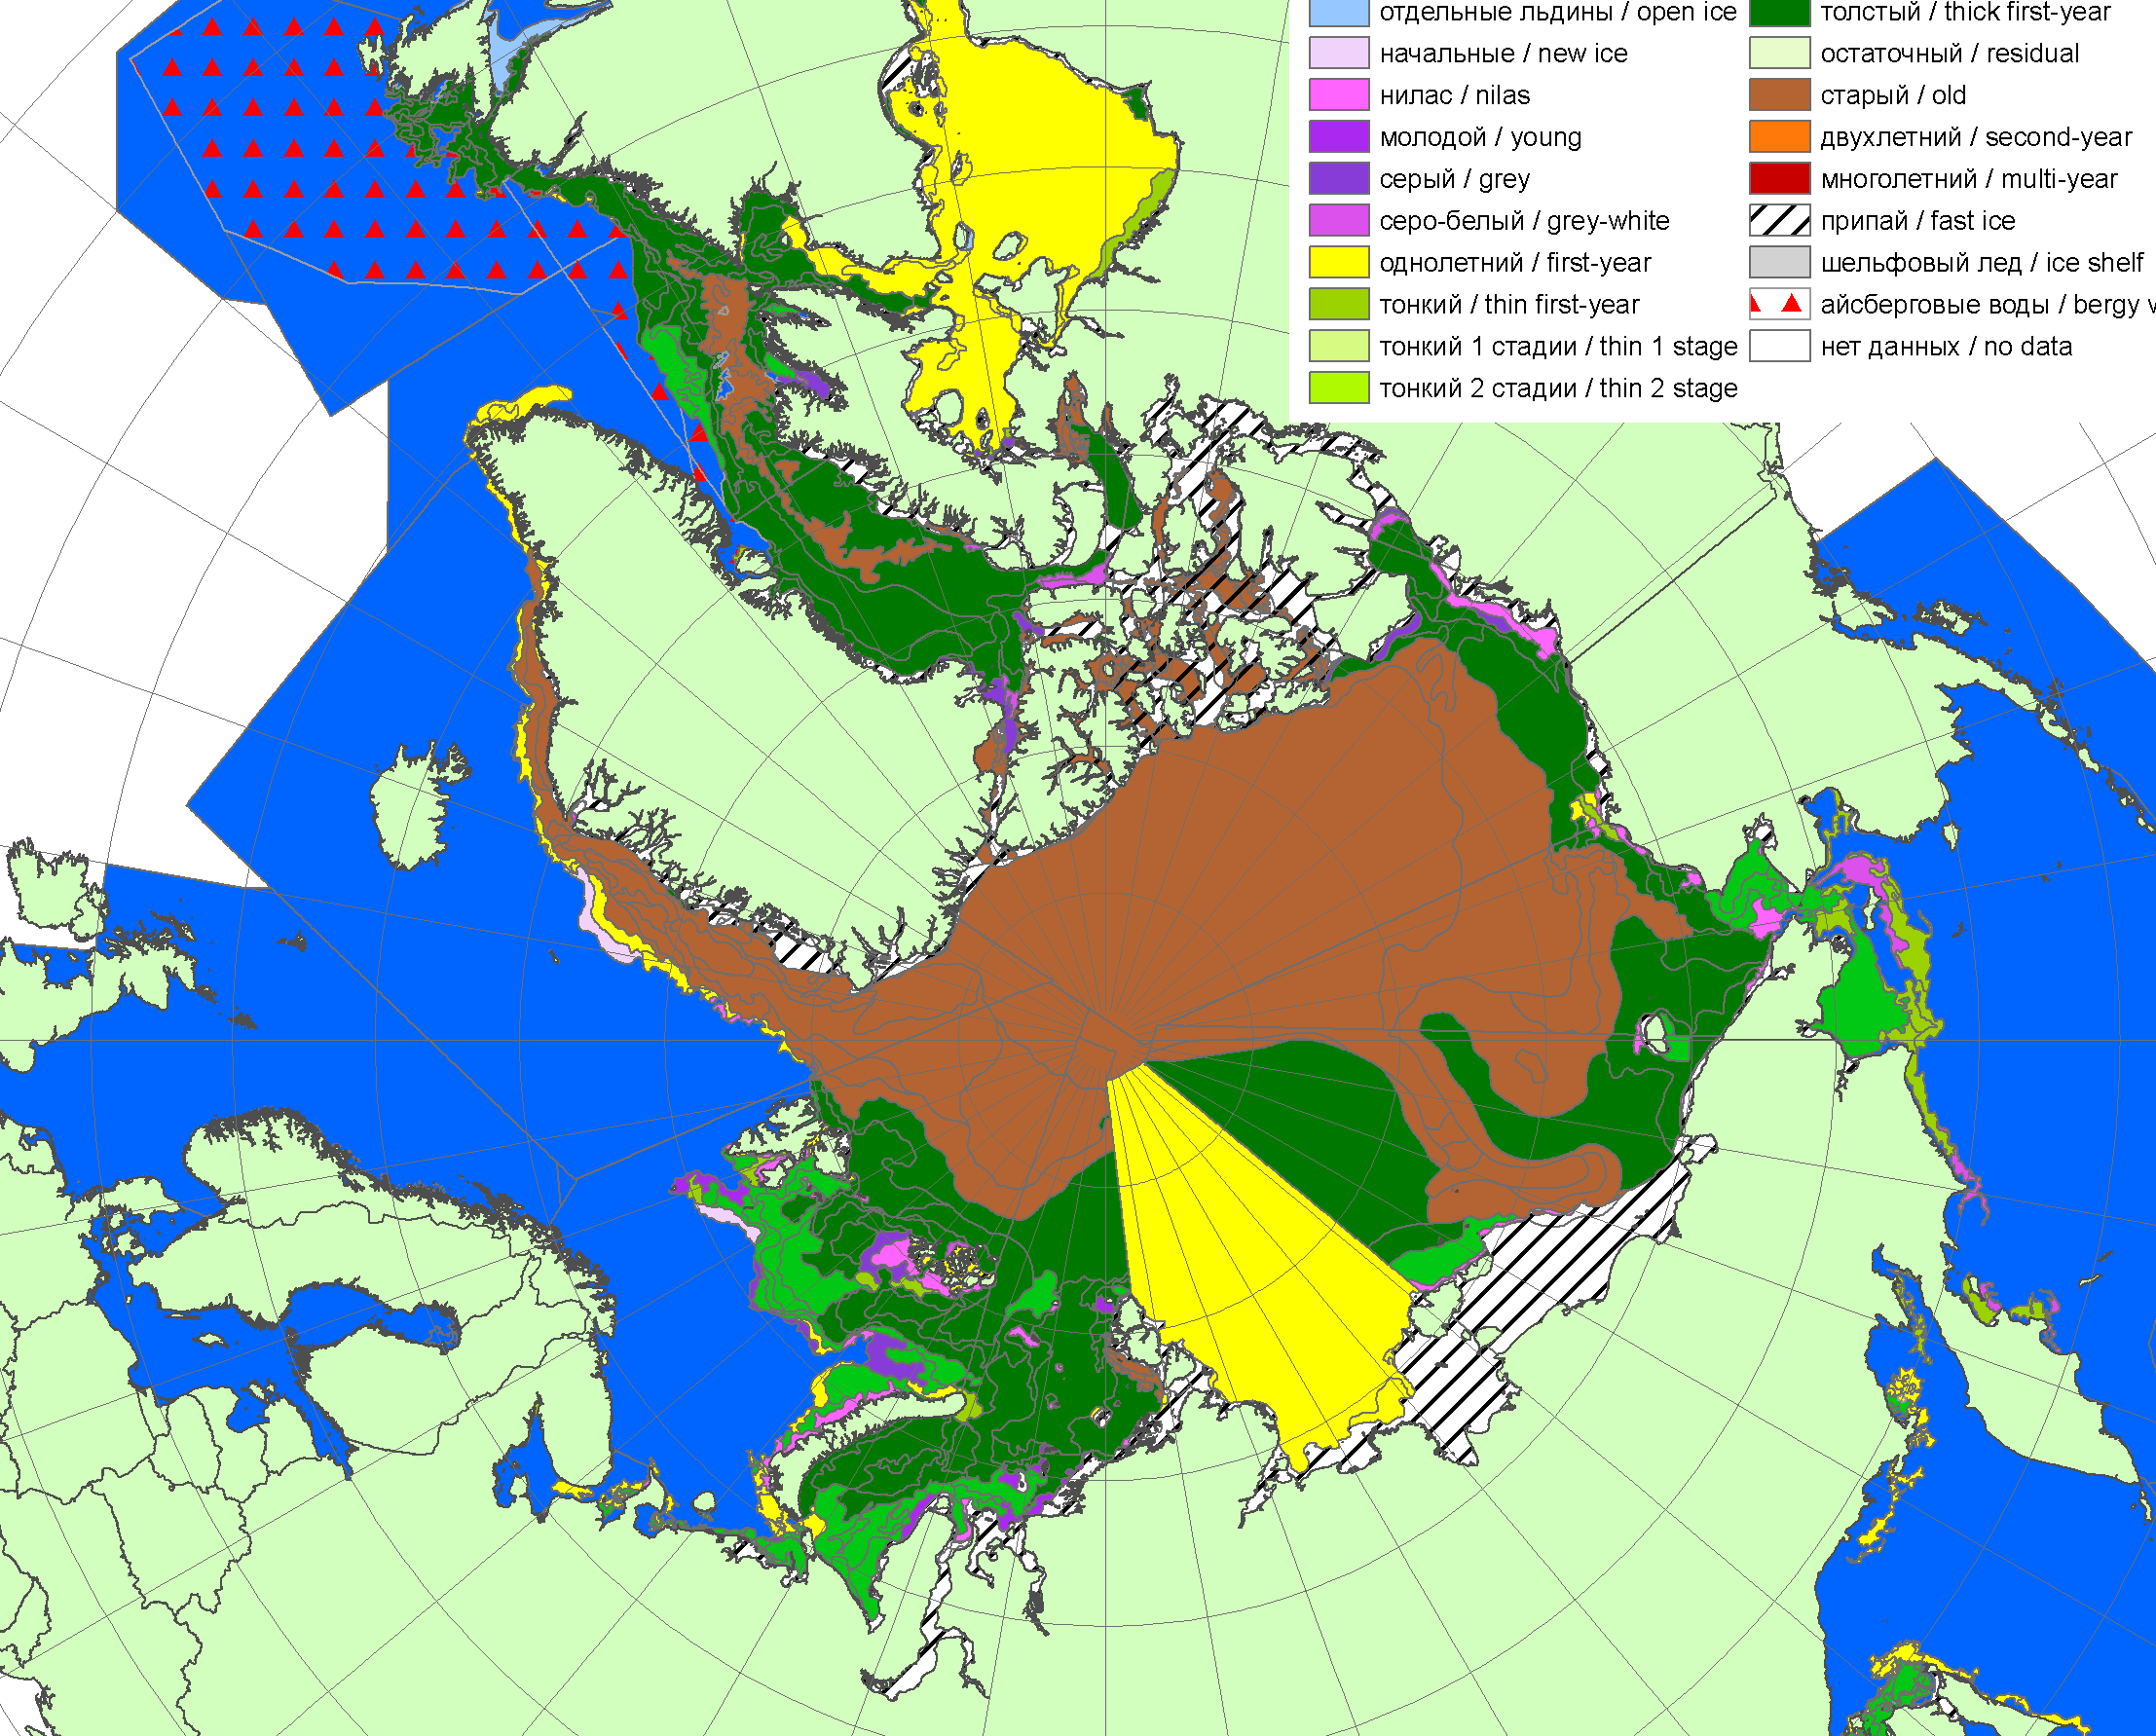 отдельные льдины / open ice
начальные / new ice
нилас / nilas
молодой / young
серый / grey
серо-белый / grey-white
однолетний / first-year
тонкий / thin first-year
тонкий 1 стадии / thin 1 stage
тонкий 2 стадии / thin 2 stage
толстый / thick first-year
остаточный / residual
старый / old
двухлетний / second-year
многолетний / multi-year
припай / fast ice
шельфовый лед / ice shelf
айсберговые воды / bergy
нет данных / no data